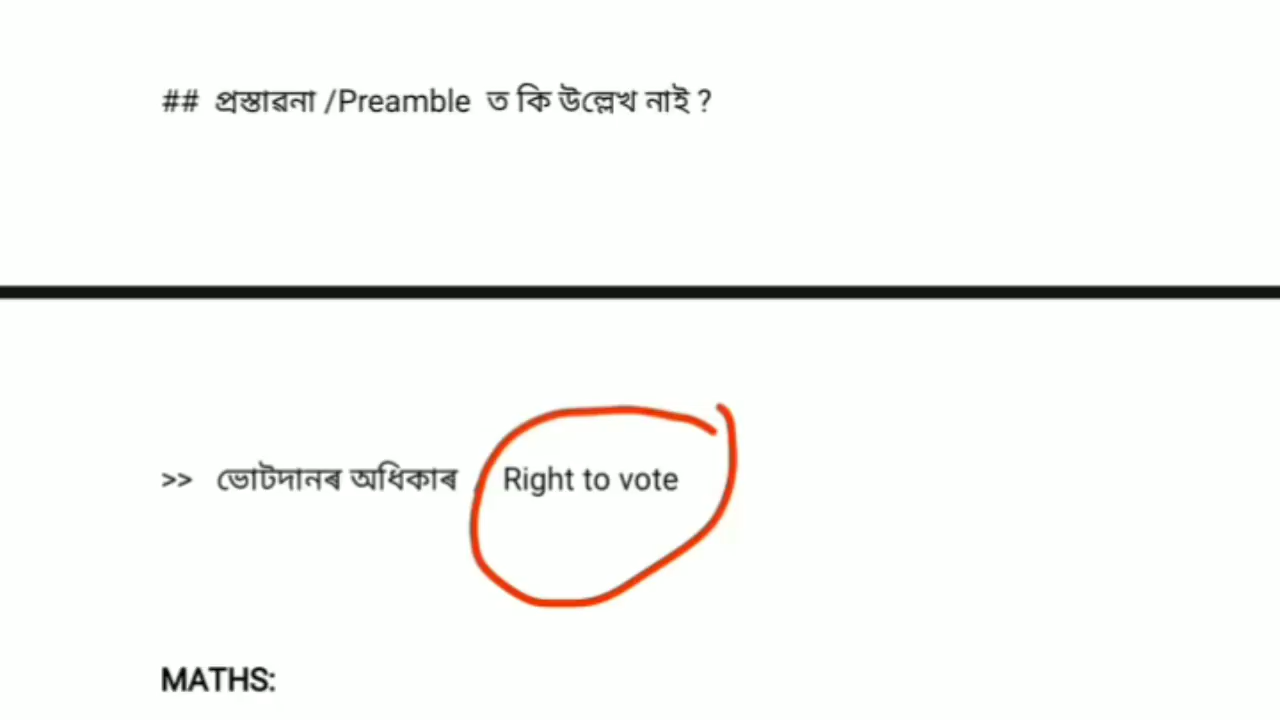 ## প্ৰস্তাৱনা /Preamble ত কি উল্লেখ নাই ?
>> ভোটদানৰ অধিকাৰ Right to vote
MATHS: